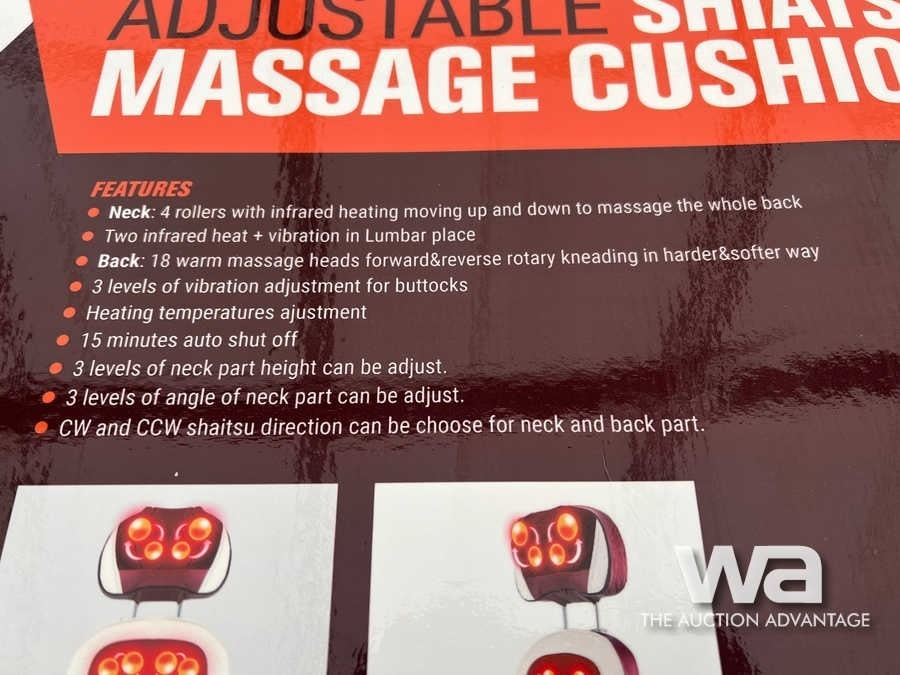 ADJUSTABLE SHIATS
MASSAGE CUSHIO
FEATURES
Neck: 4 rollers with infrared heating moving up and down to massage the whole back
Two infrared heat + vibration in Lumbar place
Back: 18 warm massage heads forward&reverse rotary kneading in harder&softer way
3 levels of vibration adjustment for buttocks
Heating temperatures ajustment
15 minutes auto shut off
3 levels of neck part height can be adjust.
3 levels of angle of neck part can be adjust.
CW and CCW shaitsu direction can be choose for neck and back part.
wa
THE AUCTION ADVANTAGE